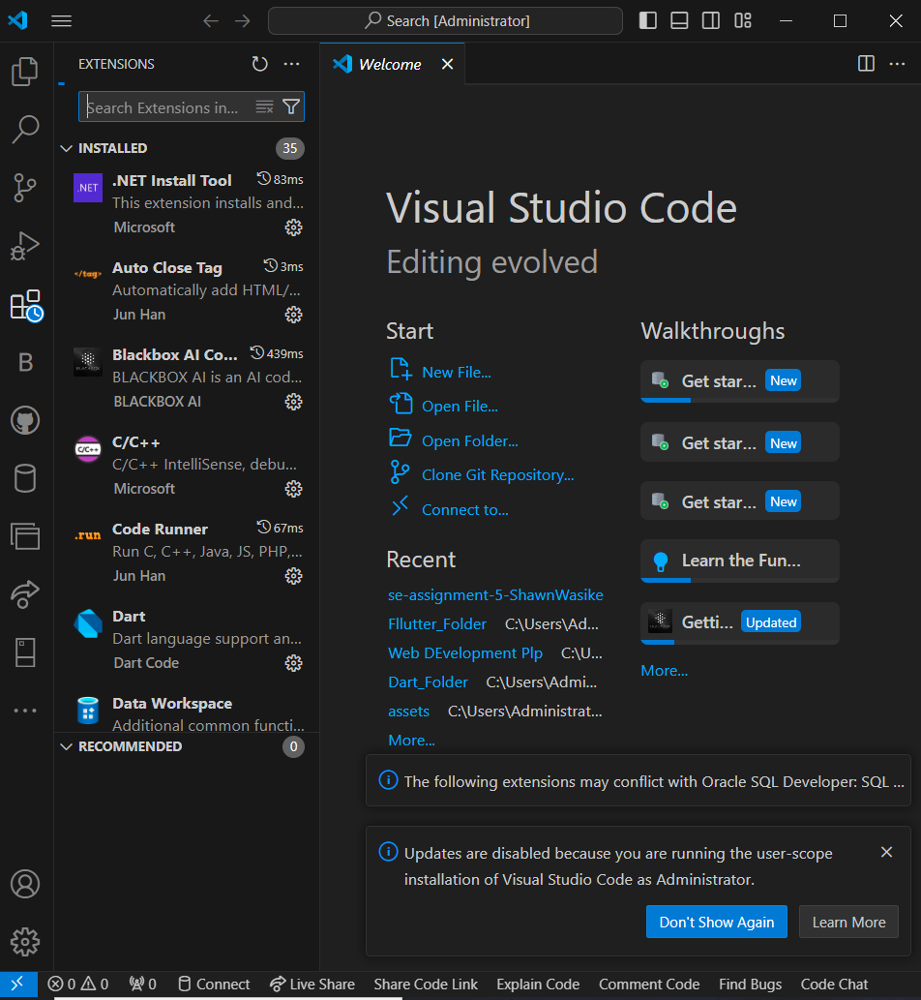 Search [Administrator]
EXTENSIONS
Search Extensions in...
INSTALLED 35
.NET
.NET Install Tool 83ms
This extension installs and...
Microsoft
</tag>
Auto Close Tag 3ms
Automatically add HTML/...
Jun Han
BLACKBOX
Blackbox AI Co... 439ms
BLACKBOX AI is an AI cod...
BLACKBOX AI
C/C++
C/C++
C/C++ IntelliSense, debu...
Microsoft
.run
Code Runner 67ms
Run C, C++, Java, JS, PHP,...
Jun Han
Dart
Dart language support an...
Dart Code
Data Workspace
Additional common functi...
RECOMMENDED 0
B
Welcome
Visual Studio Code
Editing evolved
Start
New File...
Open File...
Open Folder...
Clone Git Repository...
Connect to...
Recent
se-assignment-5-ShawnWasike
Fllutter_Folder C:\Users\Ad...
Web DEvelopment Plp C:\U...
Dart_Folder C:\Users\Admi...
assets C:\Users\Administrat...
More...
Walkthroughs
Get star... New
Get star... New
Get star... New
Learn the Fun...
Getti... Updated
More...
The following extensions may conflict with Oracle SQL Developer: SQL ...
Updates are disabled because you are running the user-scope
installation of Visual Studio Code as Administrator.
Don't Show Again Learn More
0 0 0 Connect Live Share Share Code Link Explain Code Comment Code Find Bugs Code Chat